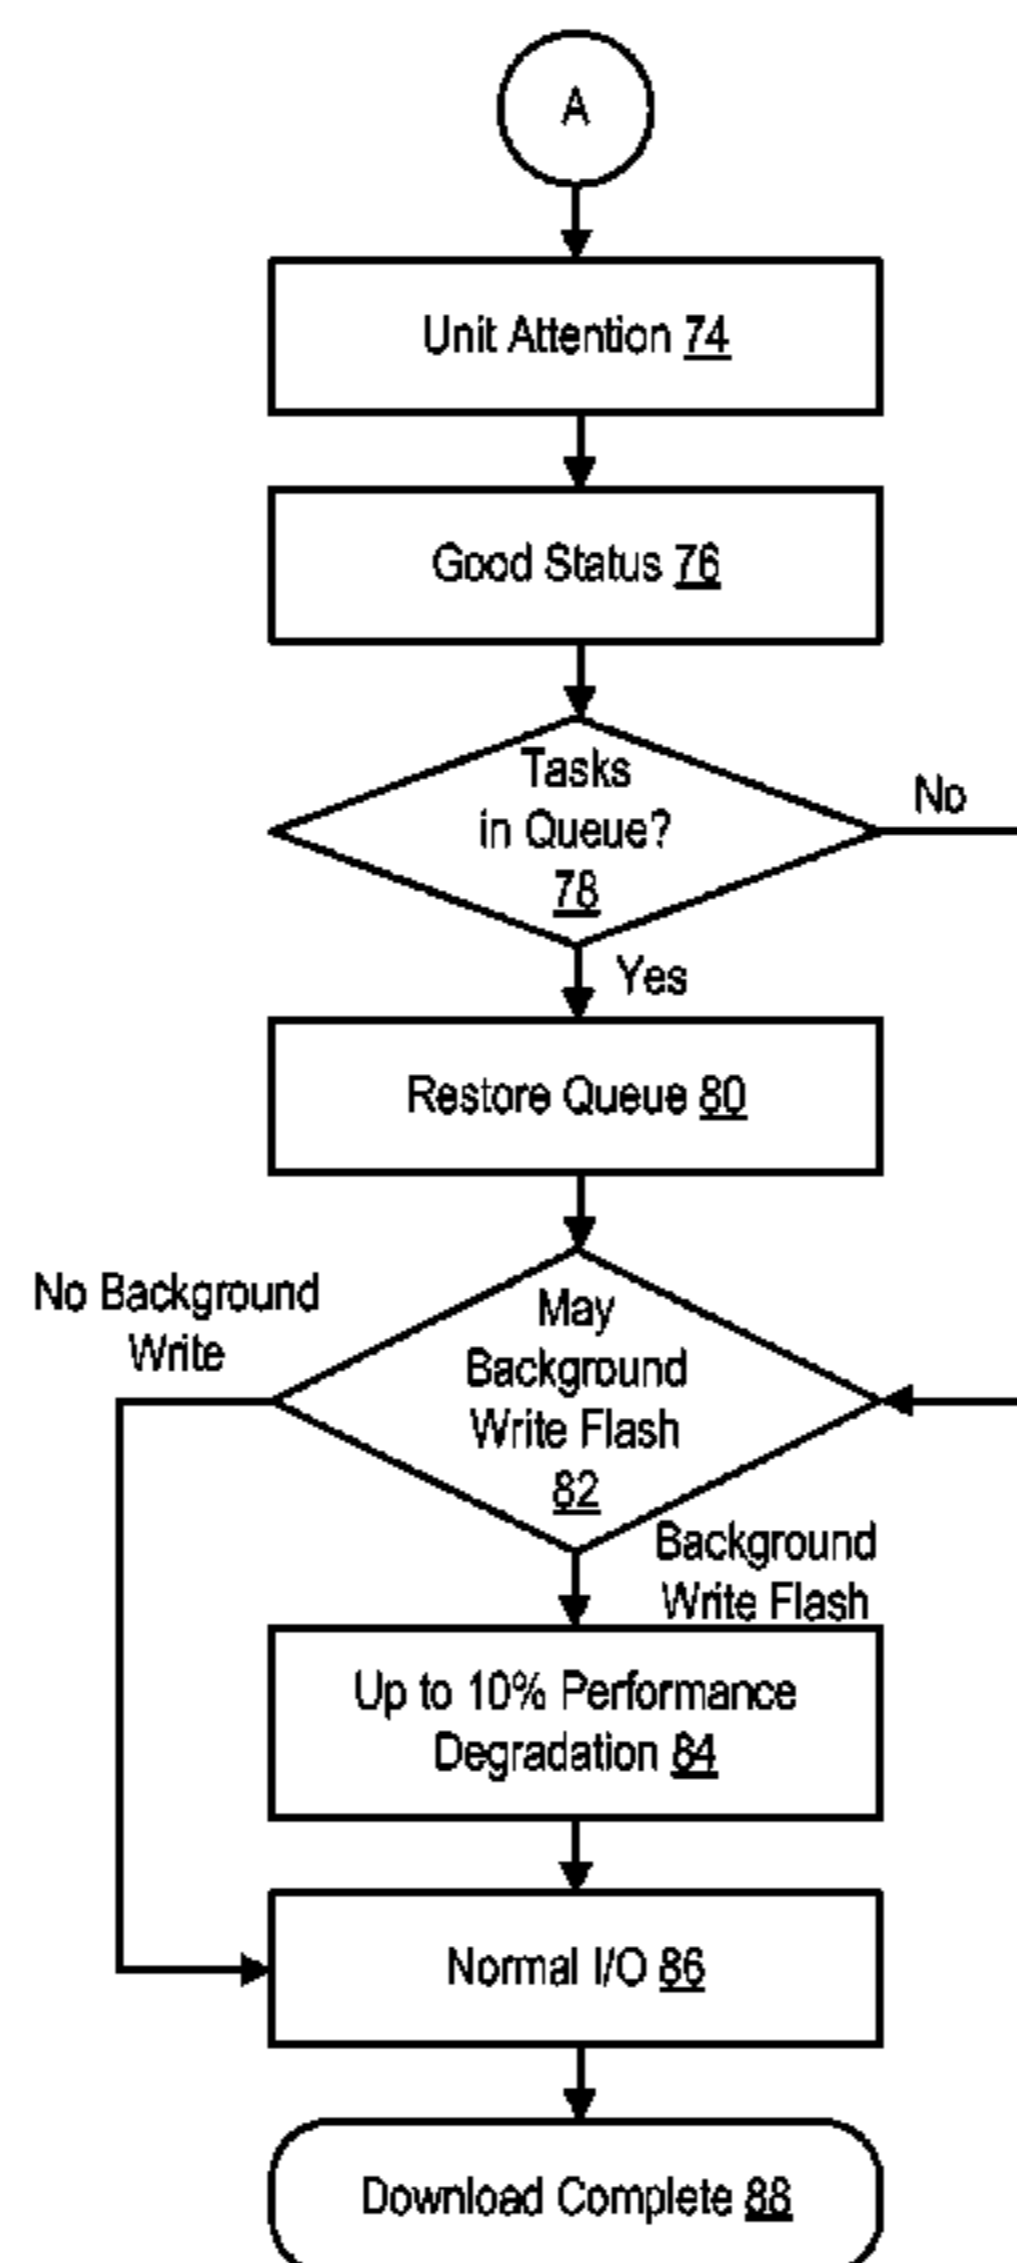 A
Unit Attention 74
Good Status 76
Tasks
in Queue?
78
No
Yes
Restore Queue 80
No Background
Write
May
Background
Write Flash
82
Background
Write Flash
Up to 10% Performance
Degradation 84
Normal I/O 86
Download Complete 88